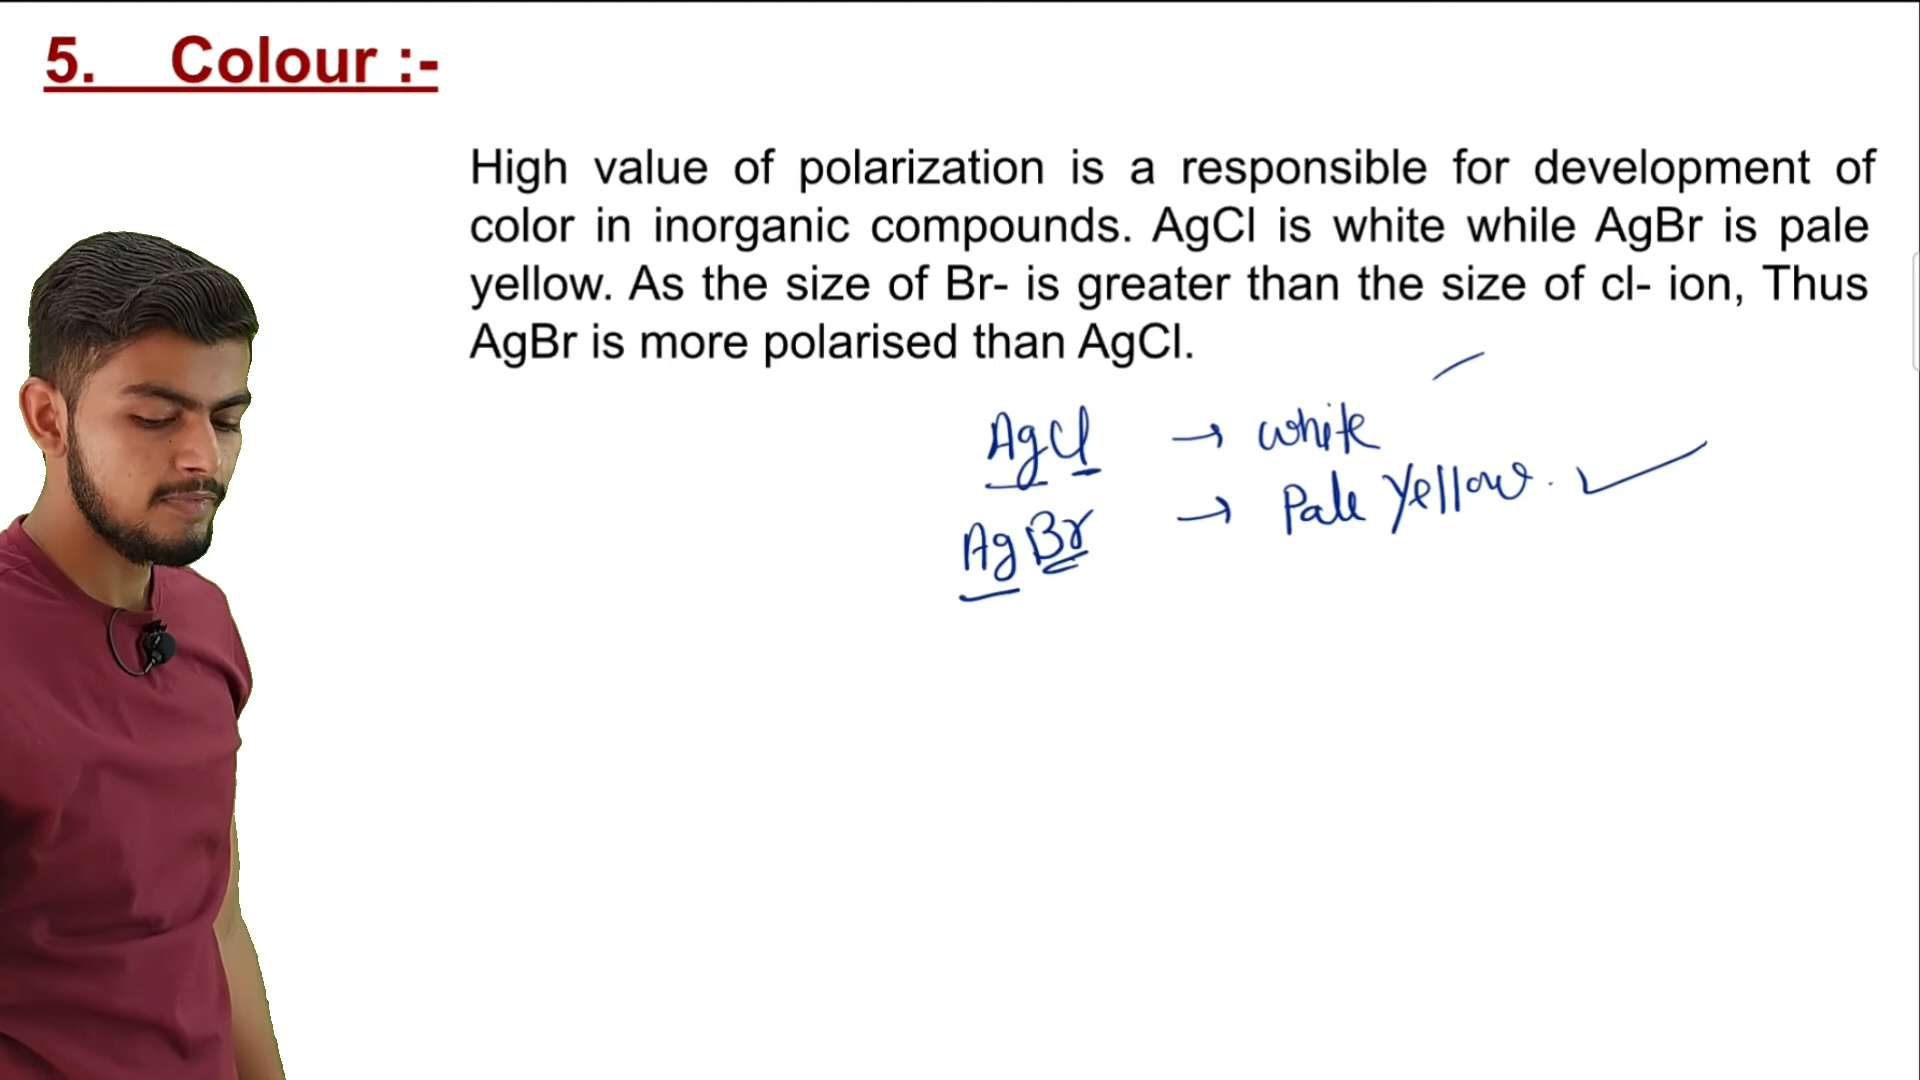 5. Colour :-
High value of polarization is a responsible for development of
color in inorganic compounds. AgCl is white while AgBr is pale
yellow. As the size of Br- is greater than the size of cl- ion, Thus
AgBr is more polarised than AgCl.
AgCl → white
AgBr → Pale Yellow.